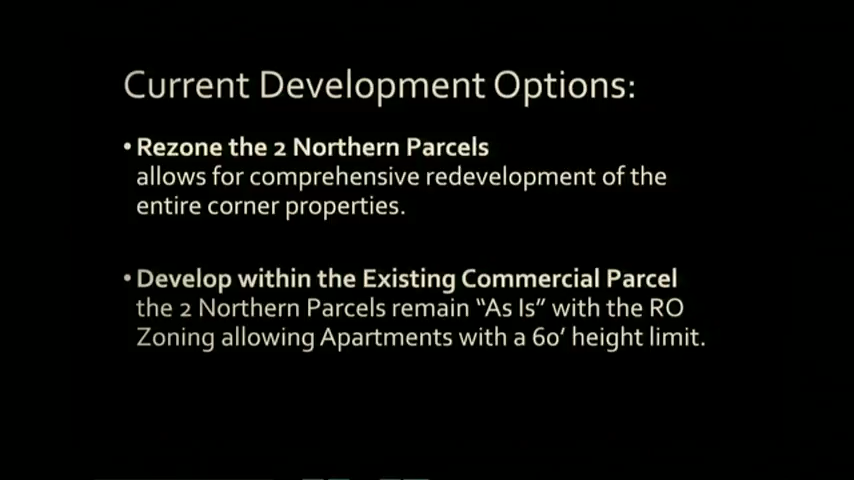 Current Development Options:
• Rezone the 2 Northern Parcels
allows for comprehensive redevelopment of the
entire corner properties.
• Develop within the Existing Commercial Parcel
the 2 Northern Parcels remain “As Is” with the RO
Zoning allowing Apartments with a 60’ height limit.